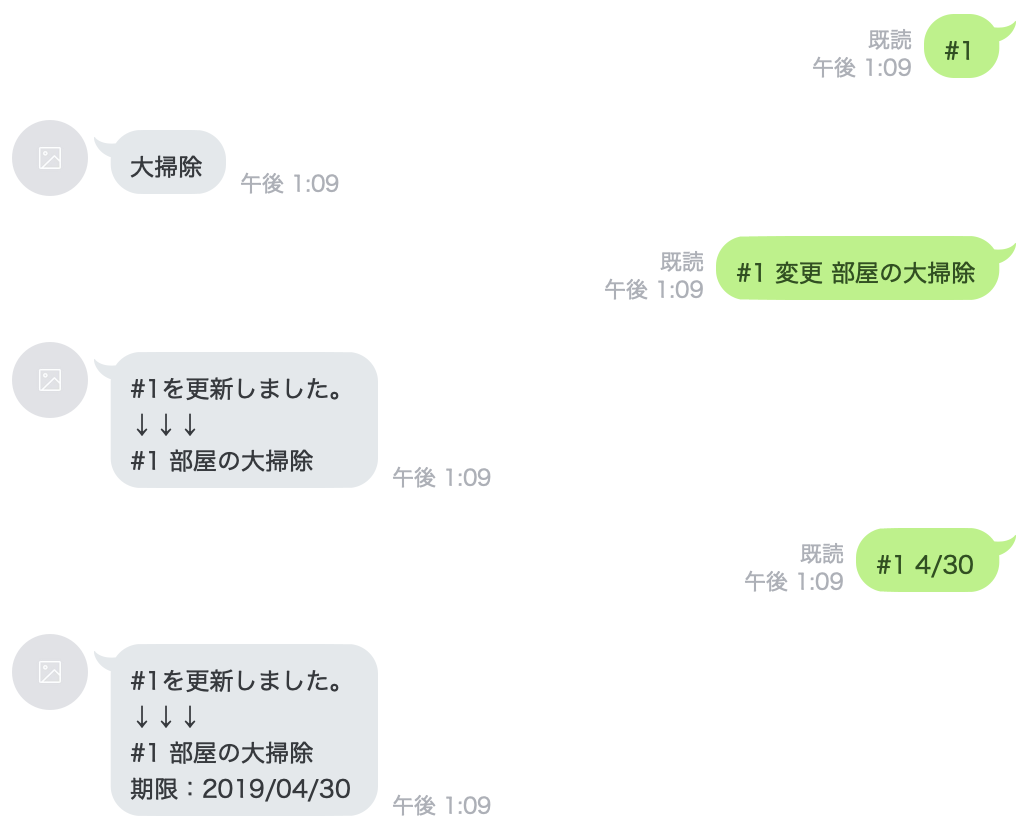 既読
午後 1:09
#1
大掃除
午後 1:09
既読
午後 1:09
#1 変更 部屋の大掃除
#1を更新しました。
↓↓↓
#1 部屋の大掃除
午後 1:09
既読
午後 1:09
#1 4/30
#1を更新しました。
↓↓↓
#1 部屋の大掃除
期限：2019/04/30
午後 1:09